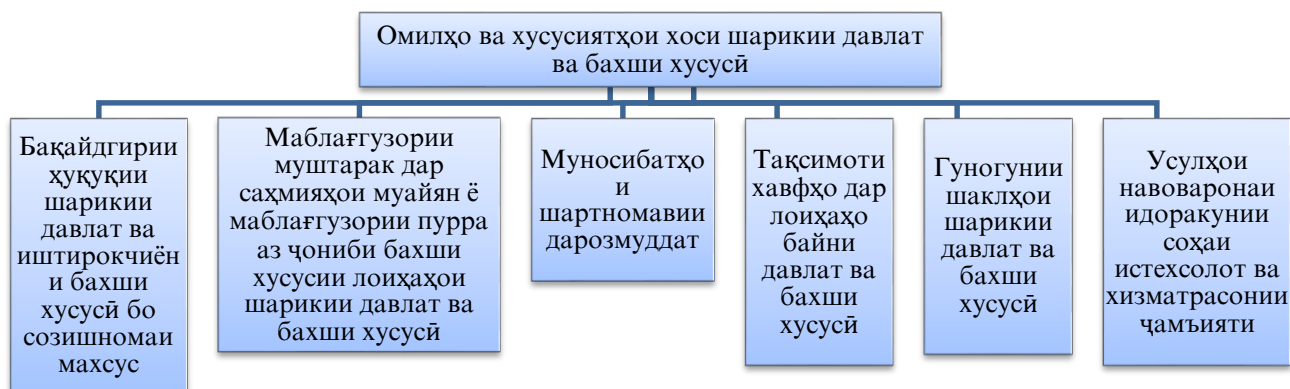 Омилҳо ва хусусиятҳои хоси шарикии давлат
ва бахши хусусӣ
Бақайдгирии
ҳуқуқии
шарикии
давлат ва
иштирокчиён
и бахши
хусусӣ бо
созишномаи
махсус
Маблағгузории
муштарак дар
саҳмияҳои муайян ё
маблағгузории пурра
аз ҷониби бахши
хусусии лоиҳаҳои
шарикии давлат ва
бахши хусусӣ
Муносибатҳо
и
шартномавии
дарозмуддат
Тақсимоти
хавфҳо дар
лоиҳаҳо
байни
давлат ва
бахши
хусусӣ
Гуногунии
шаклҳои
шарикии
давлат ва
бахши
хусусӣ
Усулҳои
навоваронаи
идоракунии
соҳаи
истехсолот ва
хизматрасонии
ҷамъияти